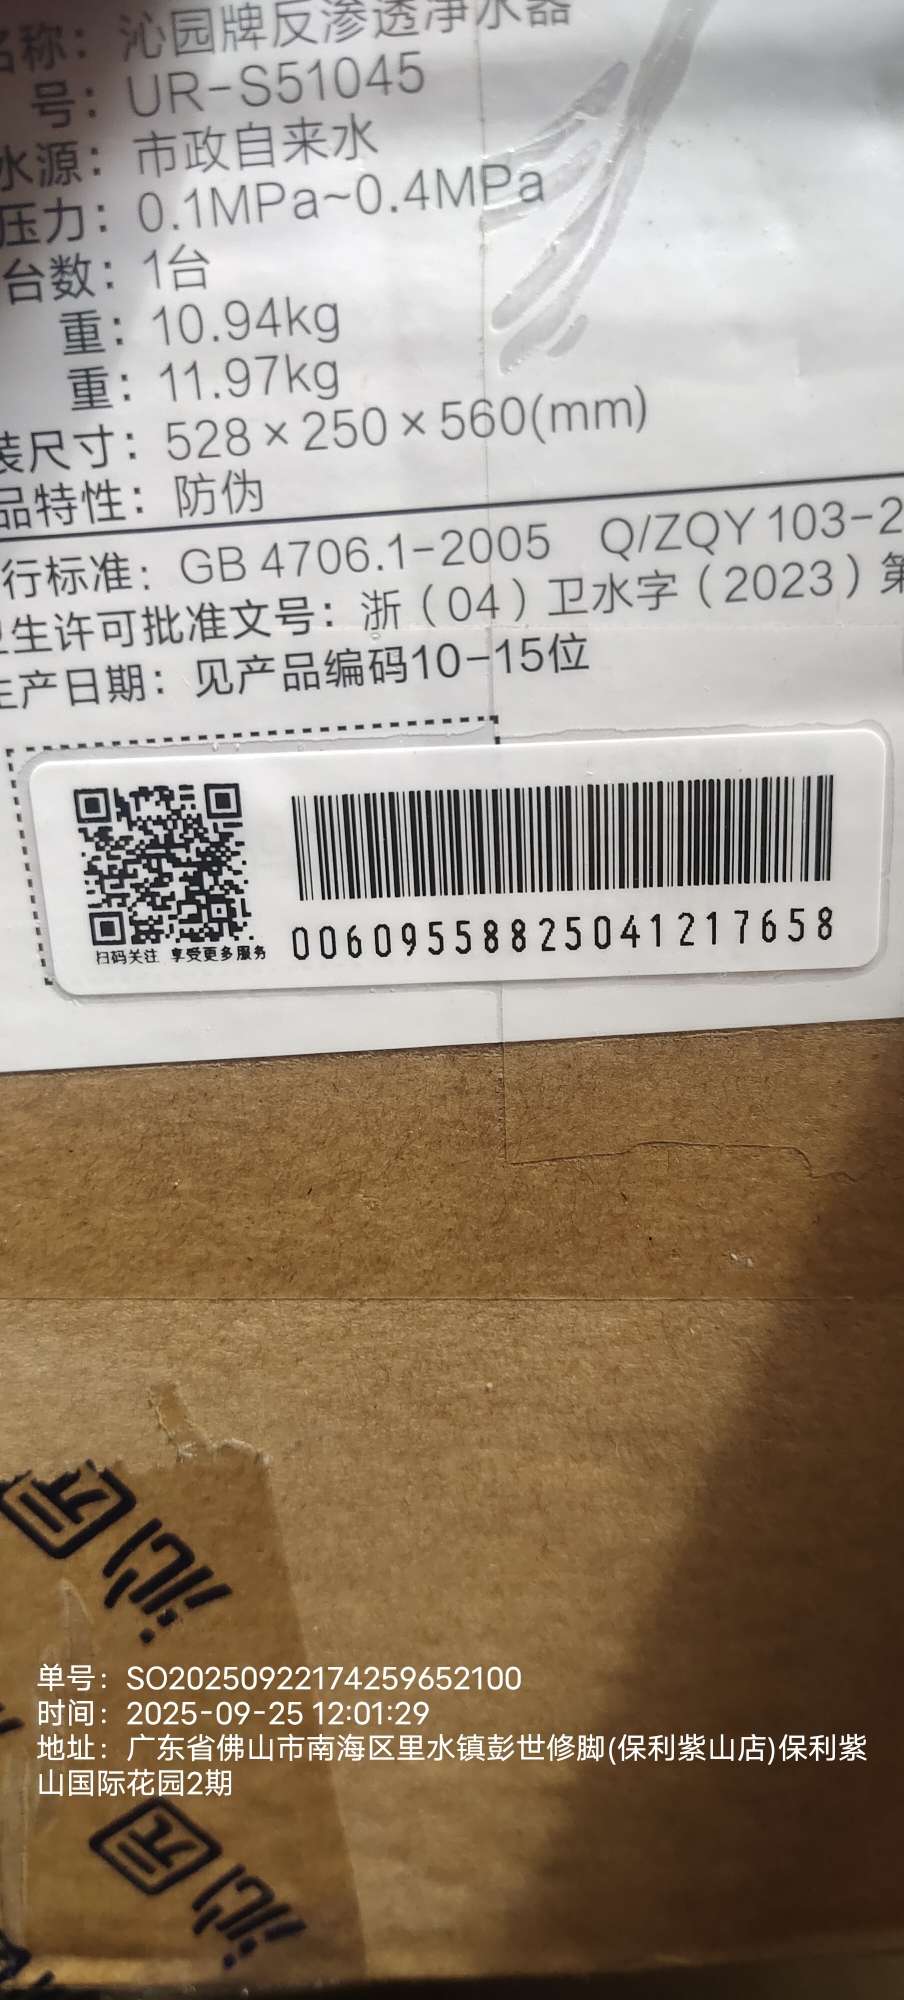 名称：沁园牌反渗透净水器
号：UR-S51045
水源：市政自来水
压力：0.1MPa~0.4MPa
台数：1台
重：10.94kg
重：11.97kg
装尺寸：528×250×560(mm)
品特性：防伪
行标准：GB 4706.1-2005 Q/ZQY 103-2
卫生许可批准文号：浙（04）卫水字（2023）第
生产日期：见产品编码10-15位
扫码关注 享受更多服务
00609558825041217658
沁园
单号：SO20250922174259652100
时间：2025-09-25 12:01:29
地址：广东省佛山市南海区里水镇彭世修脚(保利紫山店)保利紫
山国际花园2期
沁园